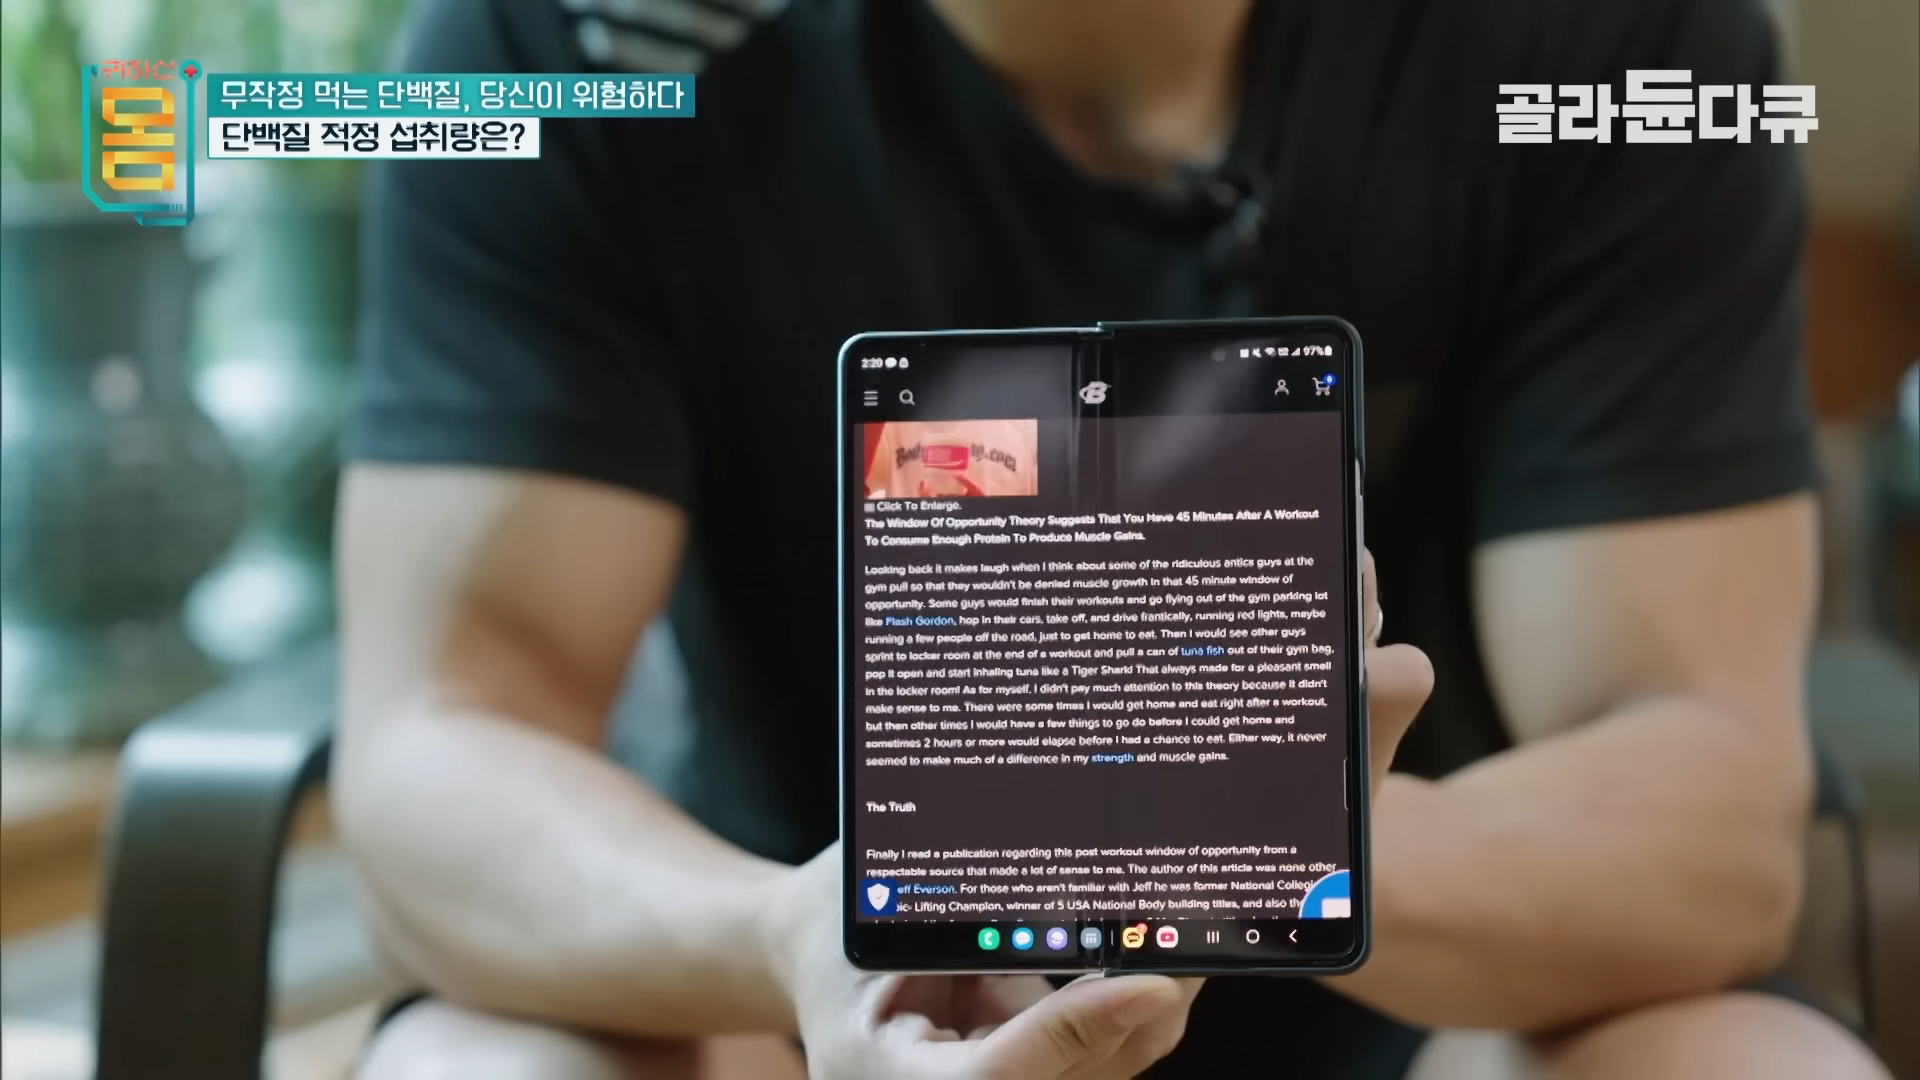 귀하신
몸
무작정 먹는 단백질, 당신이 위험하다
단백질 적정 섭취량은?
골라듄다큐
2:20
97%
B
Click To Enlarge.
The Window Of Opportunity Theory Suggests That You Have 45 Minutes After A Workout
To Consume Enough Protein To Produce Muscle Gains.
Looking back it makes laugh when I think about some of the ridiculous antics guys at the
gym pull so that they wouldn't be denied muscle growth in that 45 minute window of
opportunity. Some guys would finish their workouts and go flying out of the gym parking lot
like Flash Gordon, hop in their cars, take off, and drive frantically, running red lights, maybe
running a few people off the road, just to get home to eat. Then I would see other guys
sprint to locker room at the end of a workout and pull a can of tuna fish out of their gym bag,
pop it open and start inhaling tuna like a Tiger Shark! That always made for a pleasant smell
in the locker room! As for myself, I didn't pay much attention to this theory because it didn't
make sense to me. There were some times I would get home and eat right after a workout,
but then other times I would have a few things to go do before I could get home and
sometimes 2 hours or more would elapse before I had a chance to eat. Either way, it never
seemed to make much of a difference in my strength and muscle gains.
The Truth
Finally I read a publication regarding this post workout window of opportunity from a
respectable source that made a lot of sense to me. The author of this article was none other
eff Everson. For those who aren't familiar with Jeff he was former National Collegi
pic- Lifting Champion, winner of 5 USA National Body building titles, and also the